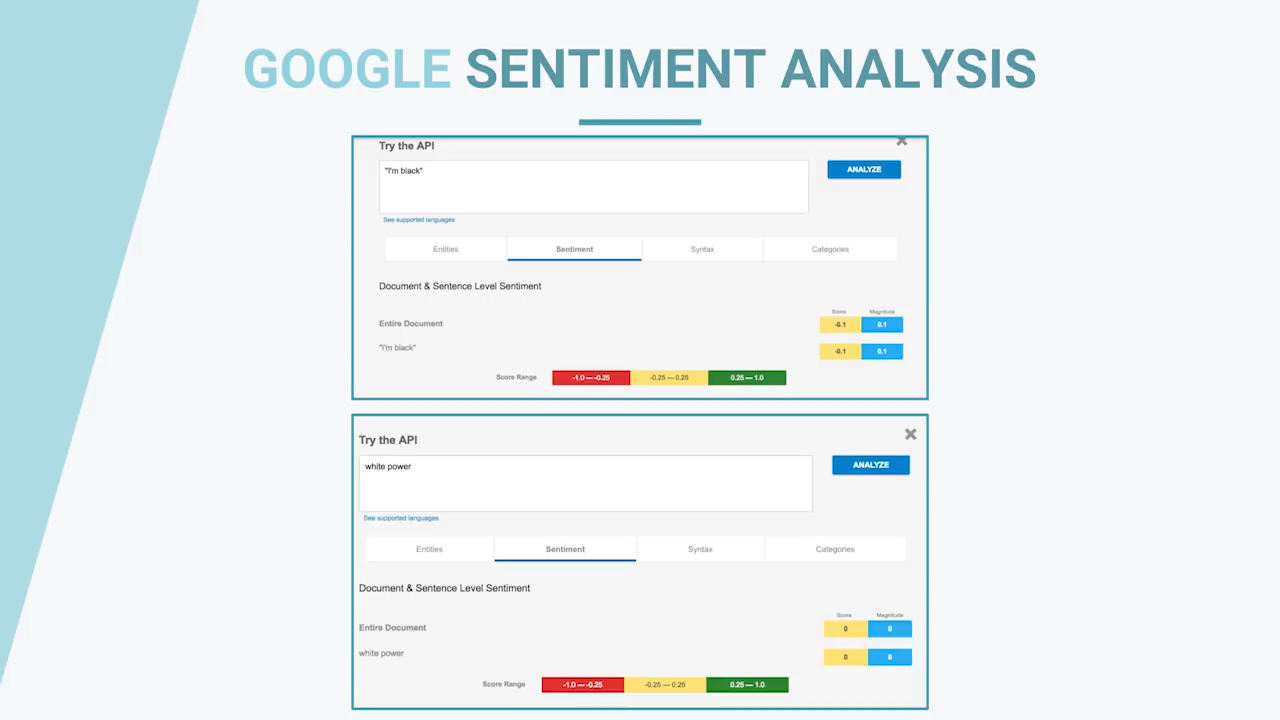 GOOGLE SENTIMENT ANALYSIS
Try the API
"I'm black"
ANALYZE
See supported languages
Entities Sentiment Syntax Categories
Document & Sentence Level Sentiment
Score Magnitude
Entire Document -0.1 0.1
"I'm black" -0.1 0.1
Score Range -1.0 — -0.25 -0.25 — 0.25 0.25 — 1.0
Try the API
white power
ANALYZE
See supported languages
Entities Sentiment Syntax Categories
Document & Sentence Level Sentiment
Score Magnitude
Entire Document 0 0
white power 0 0
Score Range -1.0 — -0.25 -0.25 — 0.25 0.25 — 1.0